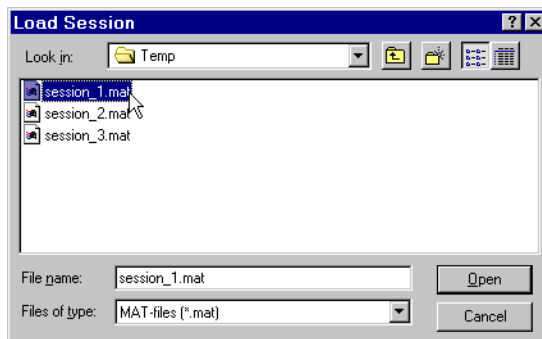 Load Session
Look in: Temp
session_1.mat
session_2.mat
session_3.mat
File name: session_1.mat Open
Files of type: MAT-files (*.mat) Cancel